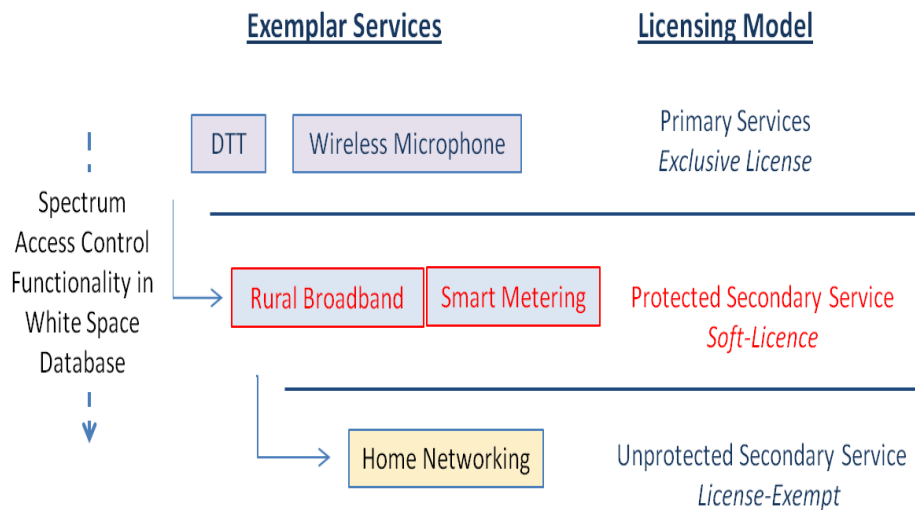 Exemplar Services
Licensing Model
DTT
Wireless Microphone
Primary Services
Exclusive License
Spectrum
Access Control
Functionality in
White Space
Database
Rural Broadband
Smart Metering
Protected Secondary Service
Soft-Licence
Home Networking
Unprotected Secondary Service
License-Exempt